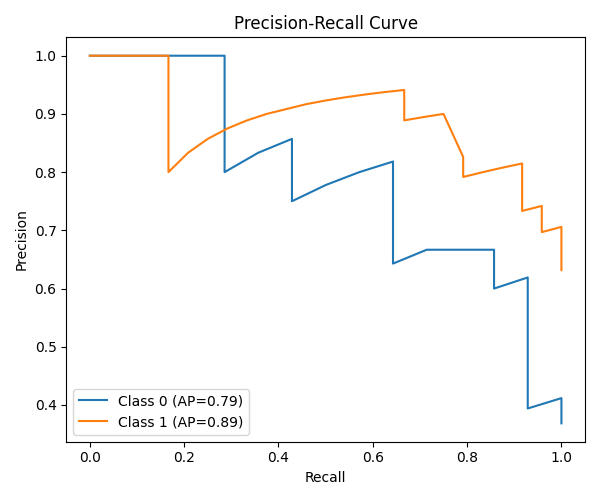 Precision-Recall Curve
1.0
0.9
0.8
0.7
0.6
0.5
0.4
Precision
Class 0 (AP=0.79)
Class 1 (AP=0.89)
0.0 0.2 0.4 0.6 0.8 1.0
Recall